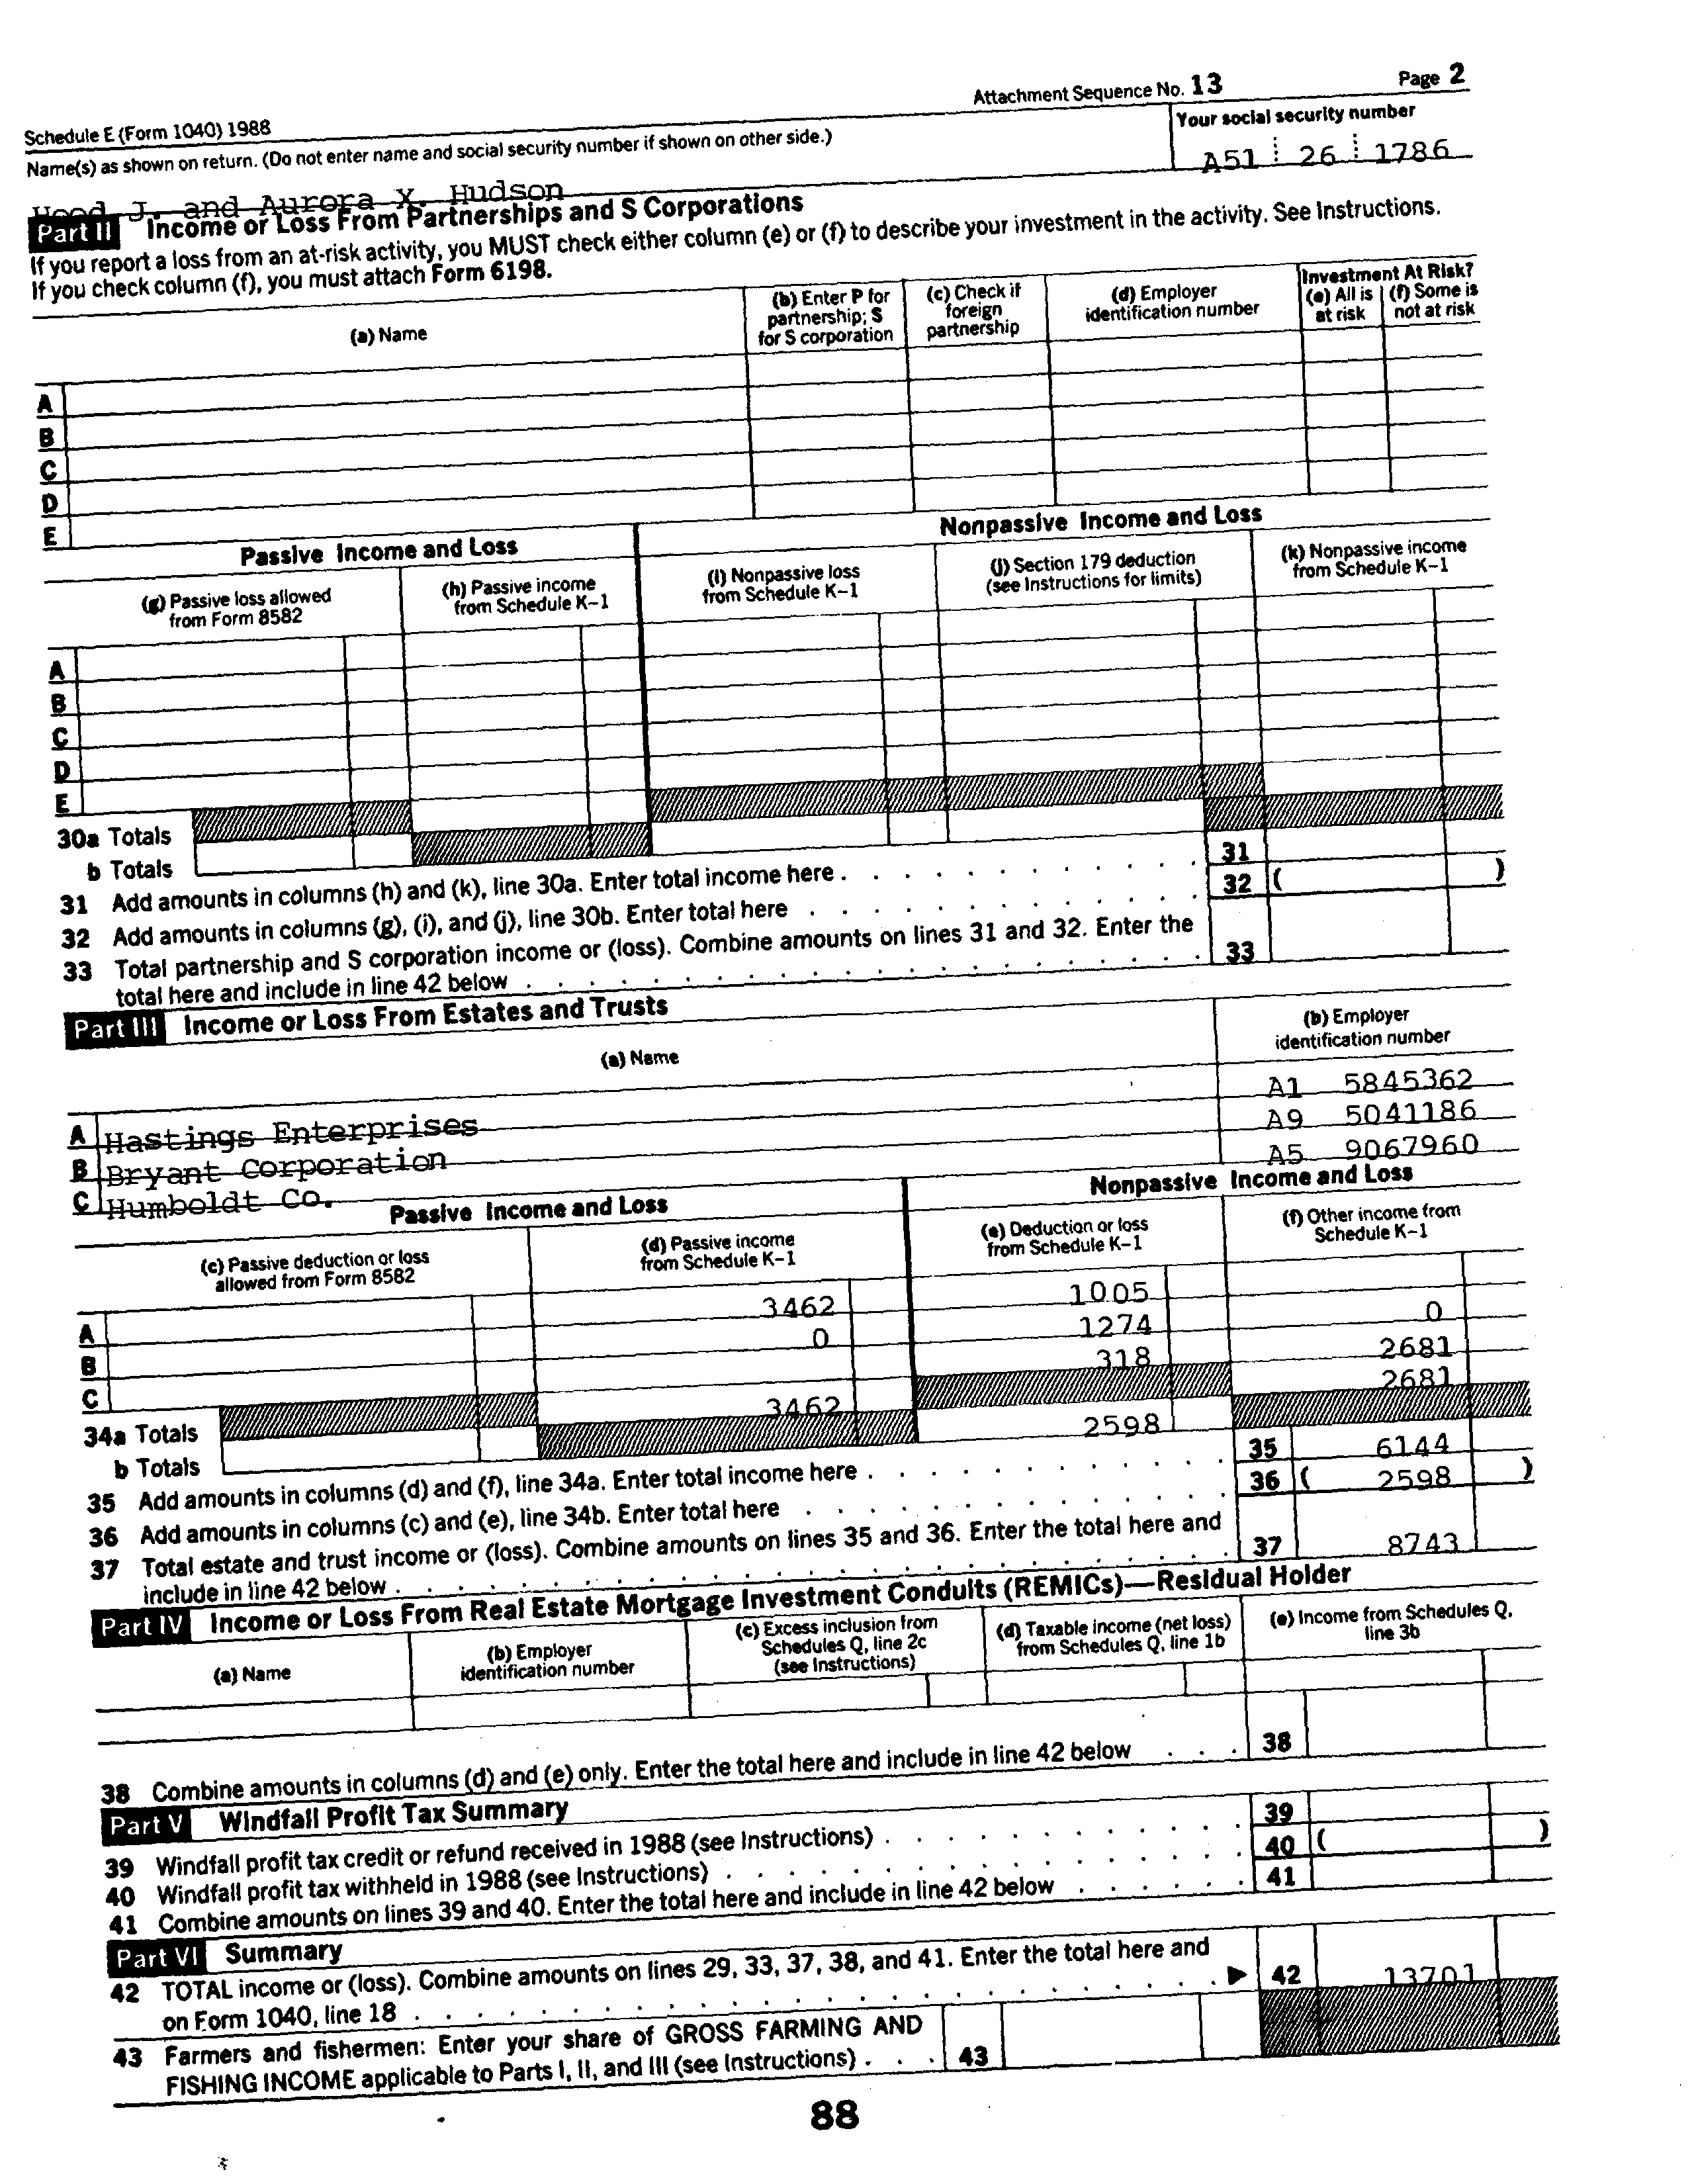 Attachment Sequence No. 13 Page 2
Schedule E (Form 1040) 1988
Name(s) as shown on return. (Do not enter name and social security number if shown on other side.)
Your social security number
A51 26 1786
J. and Aurora X. Hudson
Part II Income or Loss From Partnerships and S Corporations
If you report a loss from an at-risk activity, you MUST check either column (e) or (f) to describe your investment in the activity. See Instructions.
If you check column (f), you must attach Form 6198.
(a) Name
(b) Enter P for partnership; S for S corporation
(c) Check if foreign partnership
(d) Employer identification number
Investment At Risk?
(e) All is at risk
(f) Some is not at risk
A
B
C
D
E
Passive Income and Loss
Nonpassive Income and Loss
(g) Passive loss allowed from Form 8582
(h) Passive income from Schedule K-1
(i) Nonpassive loss from Schedule K-1
(j) Section 179 deduction (see Instructions for limits)
(k) Nonpassive income from Schedule K-1
A
B
C
D
E
30a Totals
b Totals
31 Add amounts in columns (h) and (k), line 30a. Enter total income here . . . 31
32 Add amounts in columns (g), (i), and (j), line 30b. Enter total here . . . 32 ( )
33 Total partnership and S corporation income or (loss). Combine amounts on lines 31 and 32. Enter the
total here and include in line 42 below . . . 33
Part III Income or Loss From Estates and Trusts
(a) Name
(b) Employer identification number
A Hastings Enterprises A1 5845362
B Bryant Corporation A9 5041186
C Humboldt Co. A5 9067960
Passive Income and Loss
Nonpassive Income and Loss
(c) Passive deduction or loss allowed from Form 8582
(d) Passive income from Schedule K-1
(e) Deduction or loss from Schedule K-1
(f) Other income from Schedule K-1
A 3462 1005
B 0 1274 0
C 318 2681
34a Totals 3462 2681
b Totals 2598
35 Add amounts in columns (d) and (f), line 34a. Enter total income here . . . 35 6144
36 Add amounts in columns (c) and (e), line 34b. Enter total here . . . 36 ( 2598 )
37 Total estate and trust income or (loss). Combine amounts on lines 35 and 36. Enter the total here and
include in line 42 below . . . 37 8743
Part IV Income or Loss From Real Estate Mortgage Investment Conduits (REMICs)—Residual Holder
(a) Name
(b) Employer identification number
(c) Excess inclusion from Schedules Q, line 2c (see Instructions)
(d) Taxable income (net loss) from Schedules Q, line 1b
(e) Income from Schedules Q, line 3b
38 Combine amounts in columns (d) and (e) only. Enter the total here and include in line 42 below . . . 38
Part V Windfall Profit Tax Summary
39 Windfall profit tax credit or refund received in 1988 (see Instructions) . . . 39
40 Windfall profit tax withheld in 1988 (see Instructions) . . . 40 ( )
41 Combine amounts on lines 39 and 40. Enter the total here and include in line 42 below . . . 41
Part VI Summary
42 TOTAL income or (loss). Combine amounts on lines 29, 33, 37, 38, and 41. Enter the total here and
on Form 1040, line 18 . . . ▶ 42 13701
43 Farmers and fishermen: Enter your share of GROSS FARMING AND
FISHING INCOME applicable to Parts I, II, and III (see Instructions) . . . 43
88